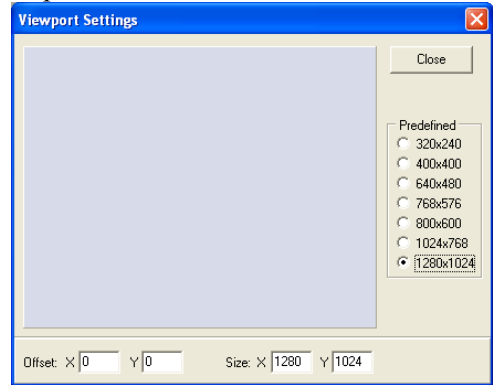 Viewport Settings
Close
Predefined
320x240
400x400
640x480
768x576
800x600
1024x768
1280x1024
Offset: X 0 Y 0 Size: X 1280 Y 1024